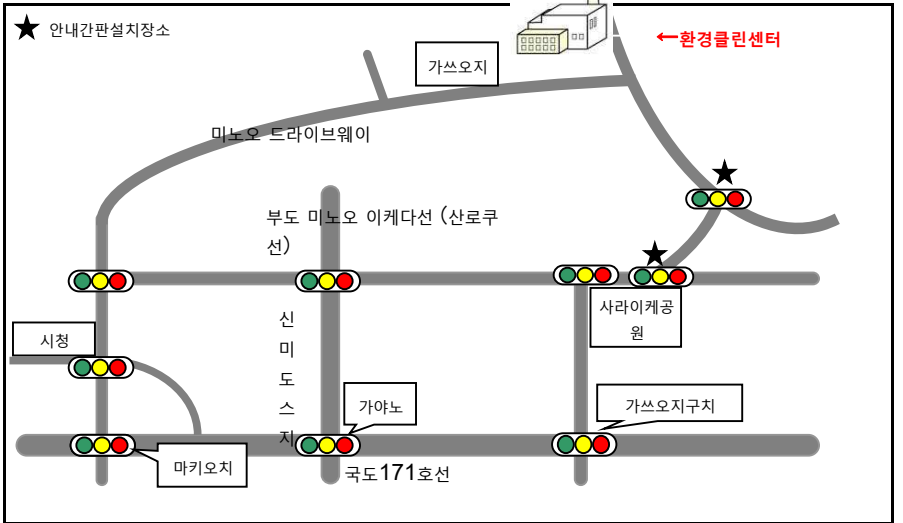 ★ 안내간판설치장소
←환경클린센터
가쓰오지
미노오 드라이브웨이
부도 미노오 이케다선 (산로쿠
선)
사라이케공
원
시청
신
미
도
스
지
가야노
가쓰오지구치
마키오치
국도171호선